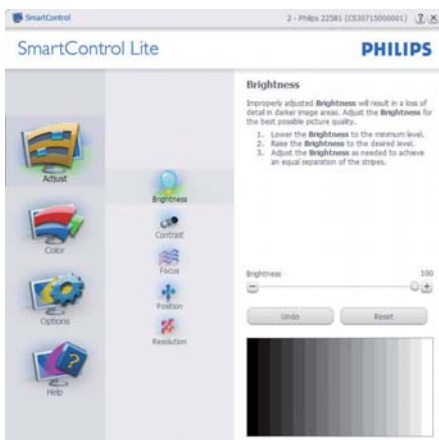 SmartControl
2 - Philips 225B1 (CS30715000001)
SmartControl Lite
PHILIPS
Adjust
Color
Options
Help
Brightness
Contrast
Focus
Position
Resolution
Brightness
Improperly adjusted Brightness will result in a loss of
detail in darker image areas. Adjust the Brightness for
the best possible picture quality.
1. Lower the Brightness to the minimum level.
2. Raise the Brightness to the desired level.
3. Adjust the Brightness as needed to achieve
an equal separation of the stripes.
Brightness 100
Undo Reset